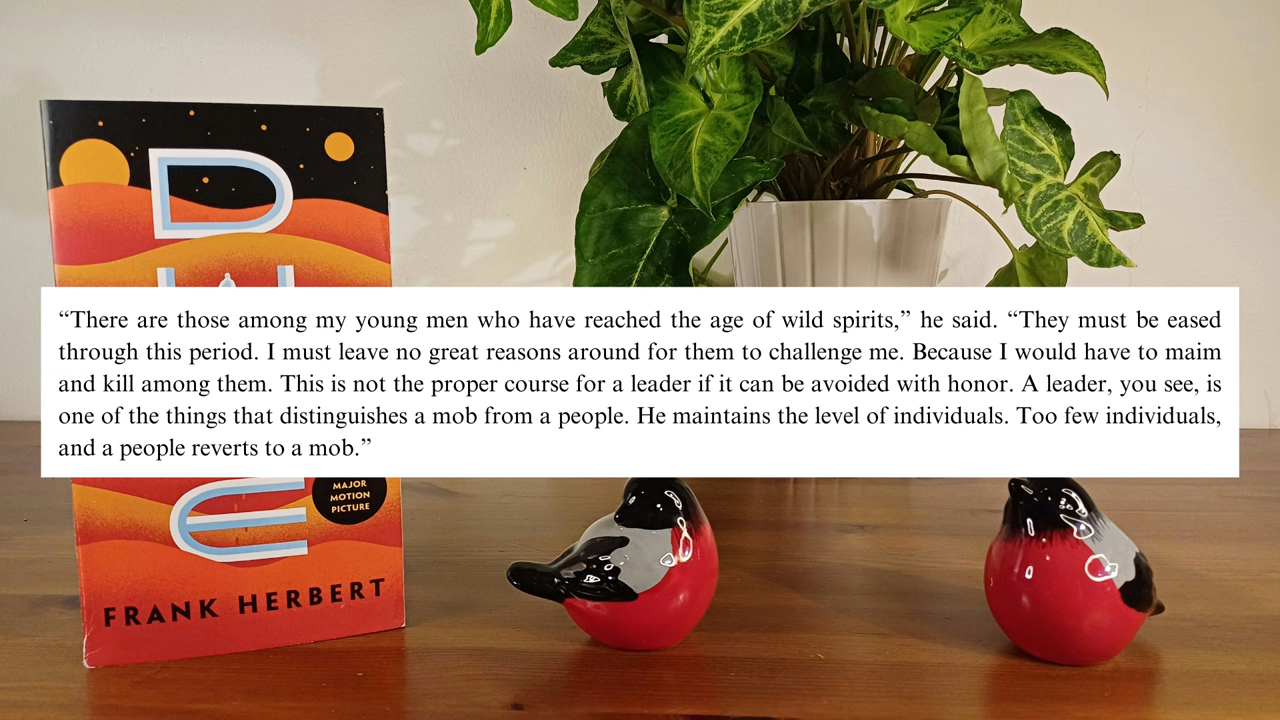 D
“There are those among my young men who have reached the age of wild spirits,” he said. “They must be eased
through this period. I must leave no great reasons around for them to challenge me. Because I would have to maim
and kill among them. This is not the proper course for a leader if it can be avoided with honor. A leader, you see, is
one of the things that distinguishes a mob from a people. He maintains the level of individuals. Too few individuals,
and a people reverts to a mob.”
MAJOR
MOTION
PICTURE
E
FRANK HERBERT